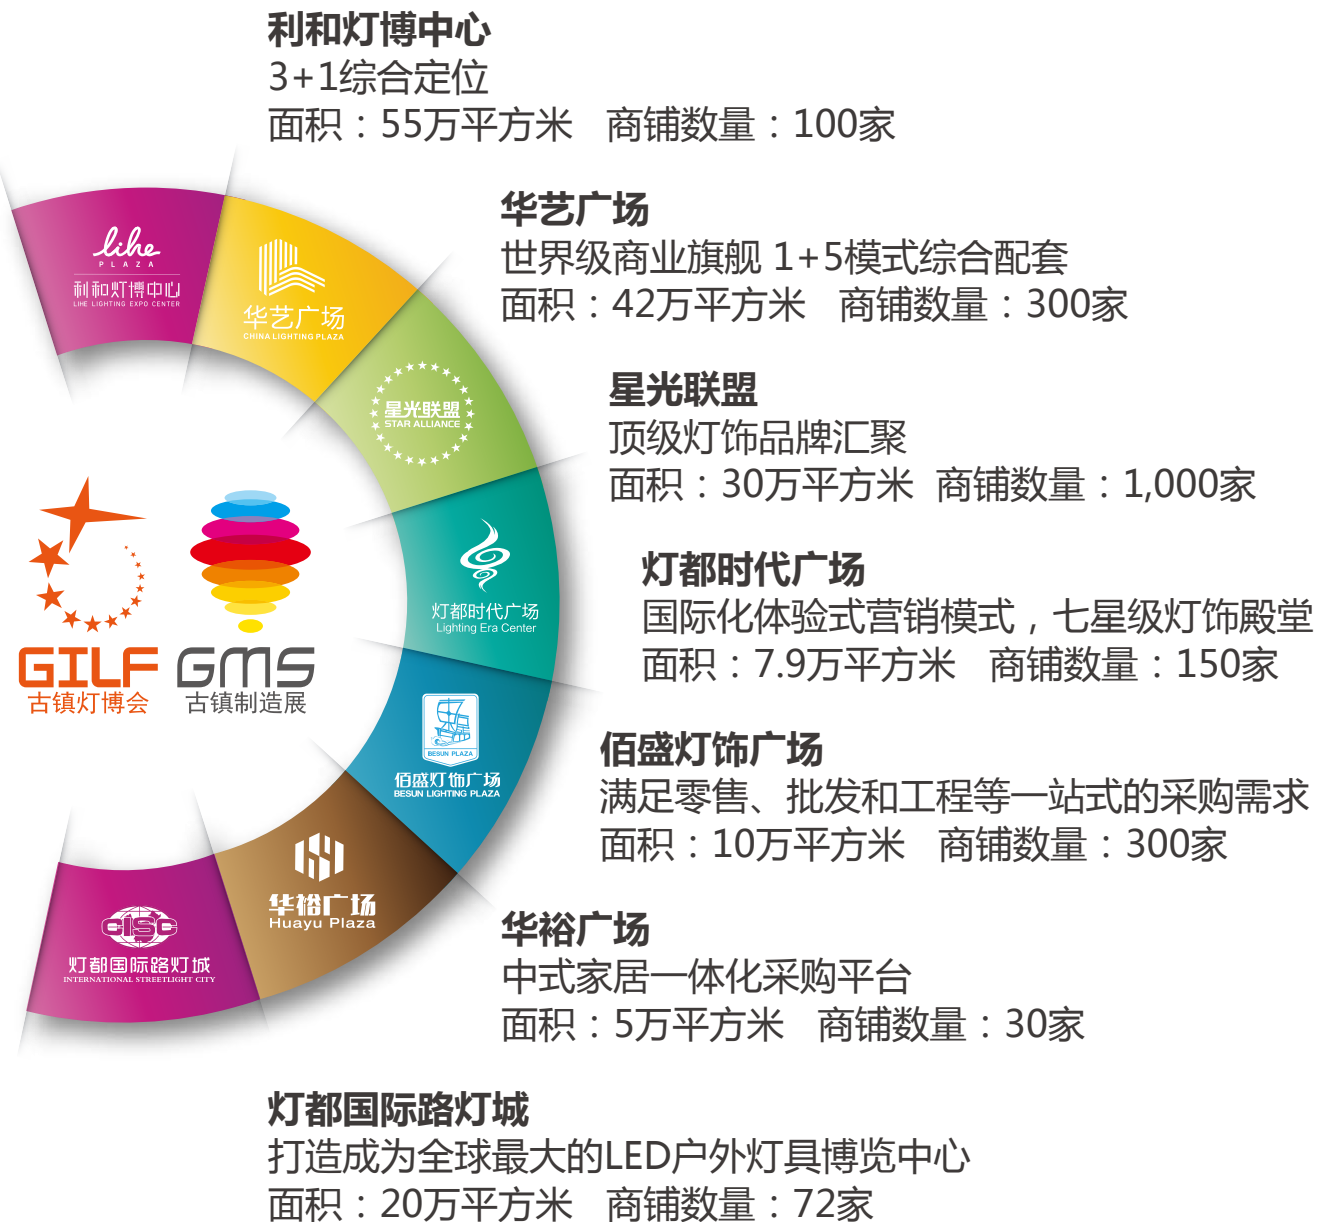 利和灯博中心
3+1综合定位
面积：55万平方米 商铺数量：100家
华艺广场
世界级商业旗舰 1+5模式综合配套
面积：42万平方米 商铺数量：300家
星光联盟
顶级灯饰品牌汇聚
面积：30万平方米 商铺数量：1,000家
灯都时代广场
国际化体验式营销模式，七星级灯饰殿堂
面积：7.9万平方米 商铺数量：150家
佰盛灯饰广场
满足零售、批发和工程等一站式的采购需求
面积：10万平方米 商铺数量：300家
华裕广场
中式家居一体化采购平台
面积：5万平方米 商铺数量：30家
灯都国际路灯城
打造成为全球最大的LED户外灯具博览中心
面积：20万平方米 商铺数量：72家
lihe
PLAZA
利和灯博中心
LIHE LIGHTING EXPO CENTER
华艺广场
CHINA LIGHTING PLAZA
星光联盟
STAR ALLIANCE
灯都时代广场
Lighting Era Center
BESUN PLAZA
佰盛灯饰广场
BESUN LIGHTING PLAZA
华裕广场
Huayu Plaza
CISC
灯都国际路灯城
INTERNATIONAL STREETLIGHT CITY
GILF
古镇灯博会
GMS
古镇制造展